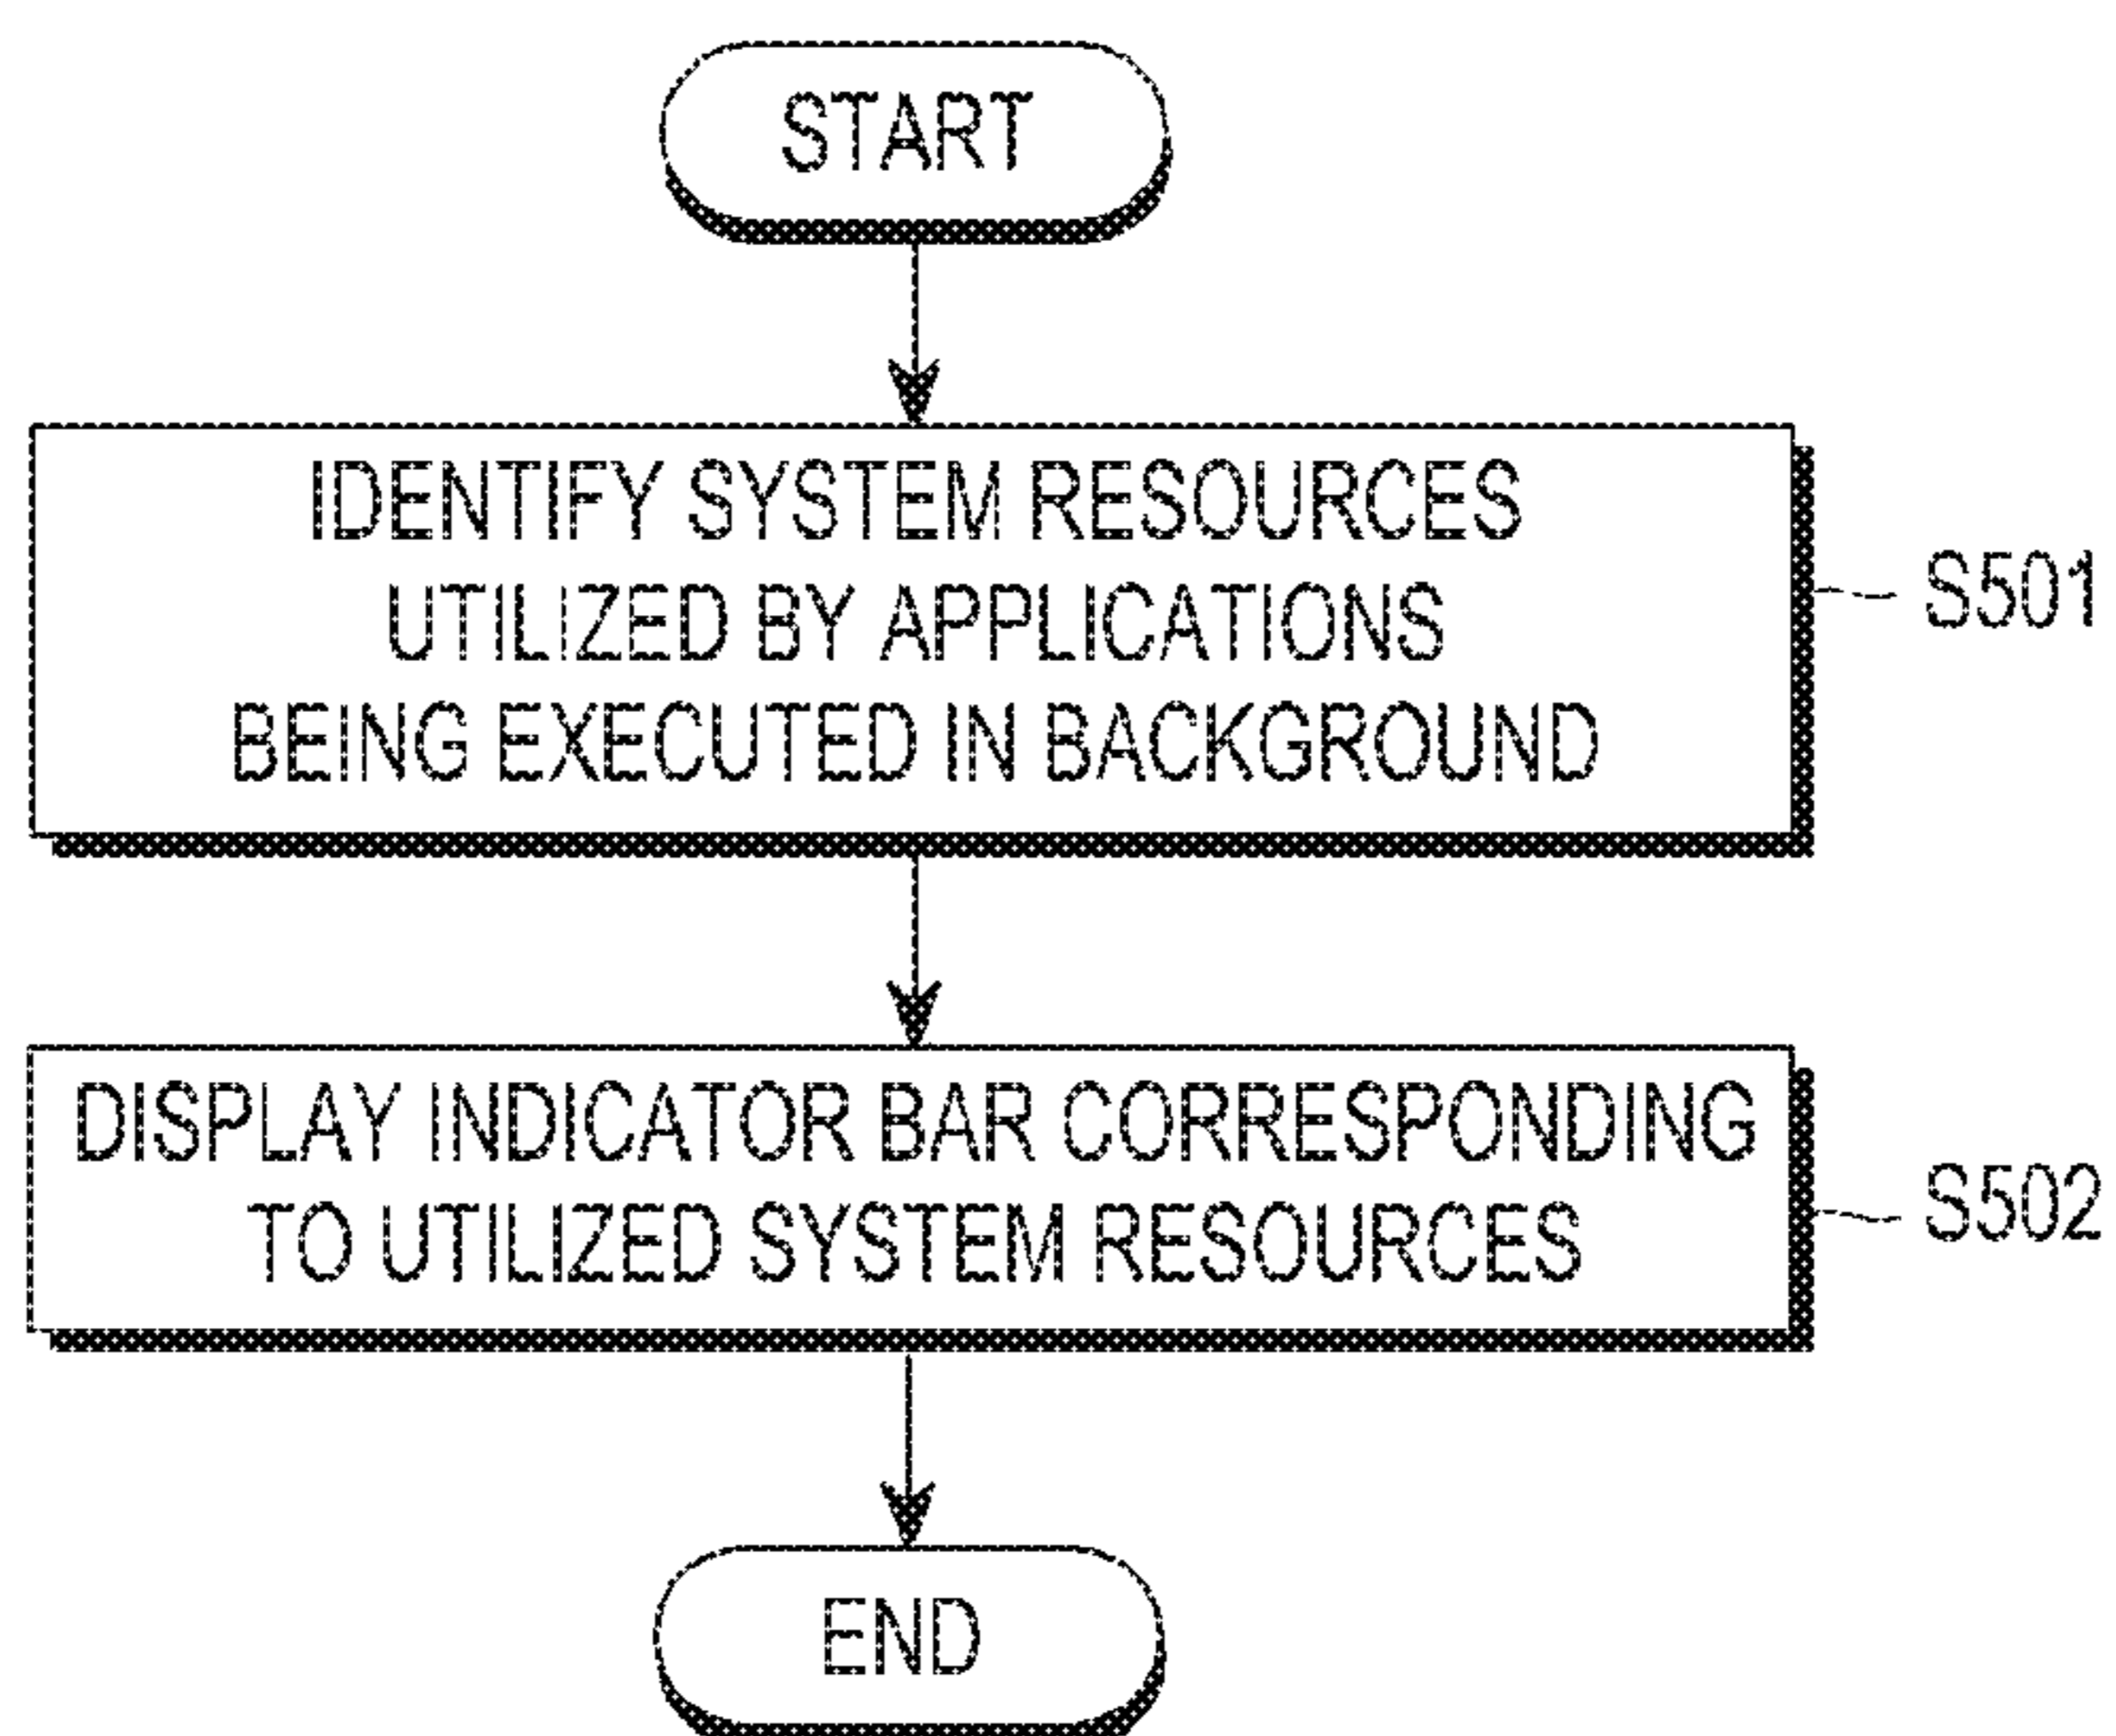 START
IDENTIFY SYSTEM RESOURCES
UTILIZED BY APPLICATIONS
BEING EXECUTED IN BACKGROUND
S501
DISPLAY INDICATOR BAR CORRESPONDING
TO UTILIZED SYSTEM RESOURCES
S502
END